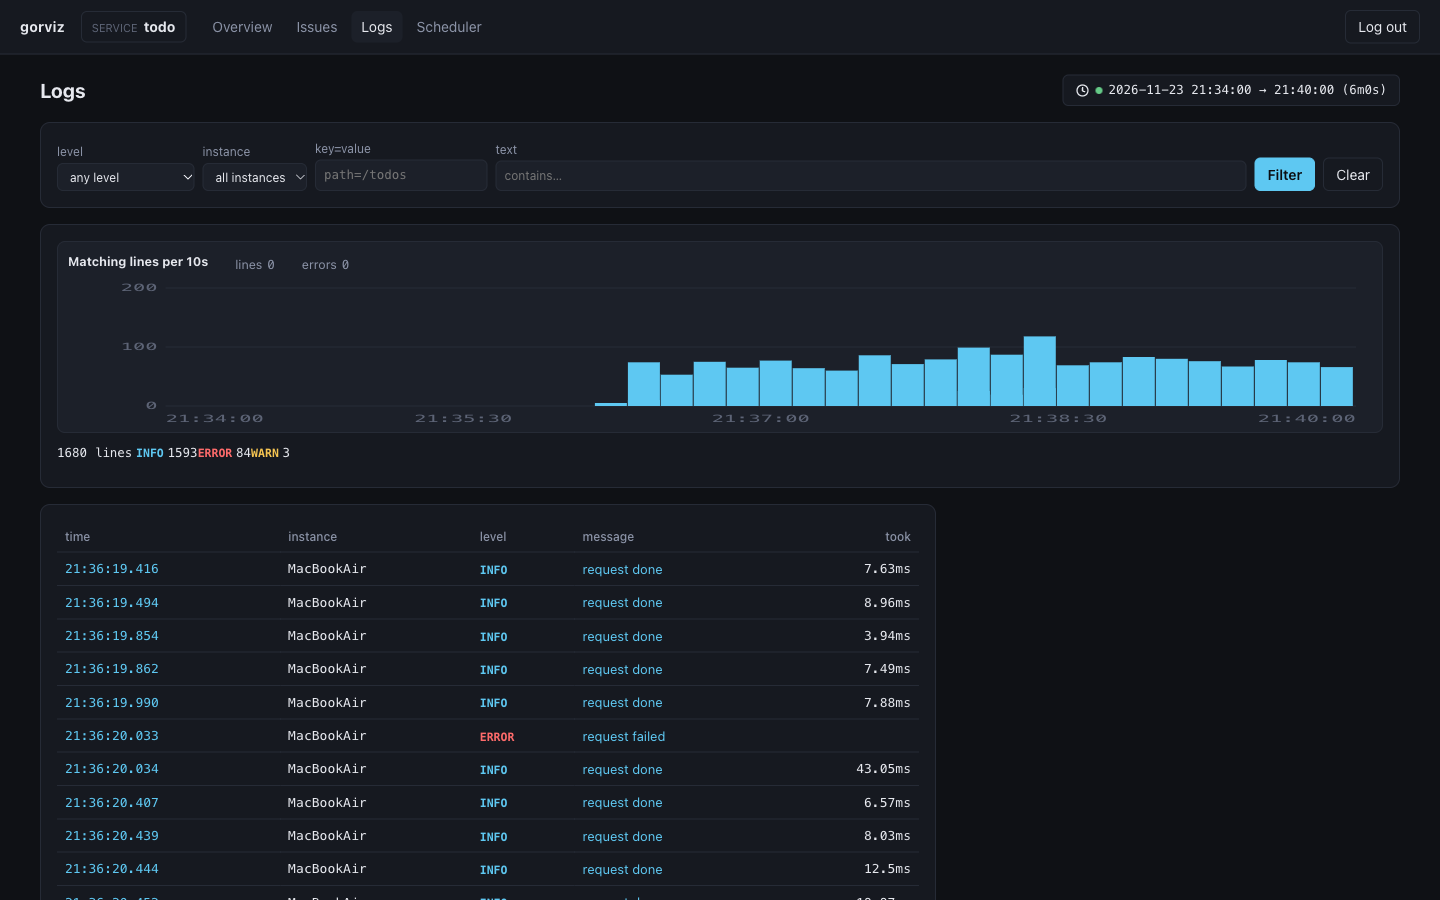 gorviz SERVICE todo Overview Issues Logs Scheduler Log out
Logs
2026-11-23 21:34:00 → 21:40:00 (6m0s)
level instance key=value text
any level all instances path=/todos contains... Filter Clear
Matching lines per 10s lines 0 errors 0
200
100
0
21:34:00 21:35:30 21:37:00 21:38:30 21:40:00
1680 lines INFO 1593 ERROR 84 WARN 3
time instance level message took
21:36:19.416 MacBookAir INFO request done 7.63ms
21:36:19.494 MacBookAir INFO request done 8.96ms
21:36:19.854 MacBookAir INFO request done 3.94ms
21:36:19.862 MacBookAir INFO request done 7.49ms
21:36:19.990 MacBookAir INFO request done 7.88ms
21:36:20.033 MacBookAir ERROR request failed
21:36:20.034 MacBookAir INFO request done 43.05ms
21:36:20.407 MacBookAir INFO request done 6.57ms
21:36:20.439 MacBookAir INFO request done 8.03ms
21:36:20.444 MacBookAir INFO request done 12.5ms